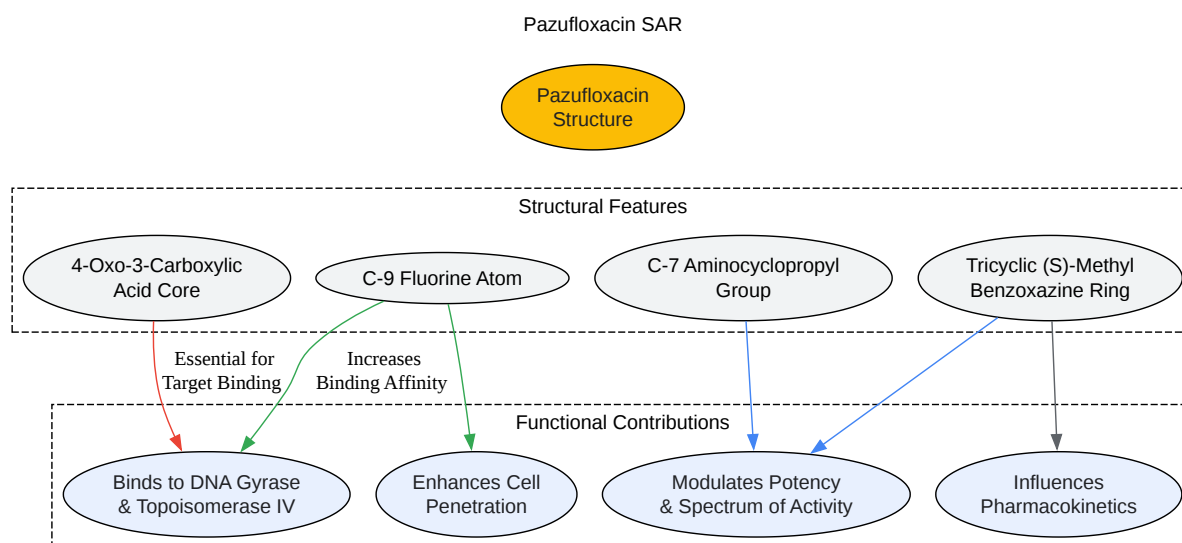 Pazufloxacin SAR
Pazufloxacin
Structure
Structural Features
4-Oxo-3-Carboxylic
Acid Core
C-9 Fluorine Atom
C-7 Aminocyclopropyl
Group
Tricyclic (S)-Methyl
Benzoxazine Ring
Essential for
Target Binding
Increases
Binding Affinity
Functional Contributions
Binds to DNA Gyrase
& Topoisomerase IV
Enhances Cell
Penetration
Modulates Potency
& Spectrum of Activity
Influences
Pharmacokinetics